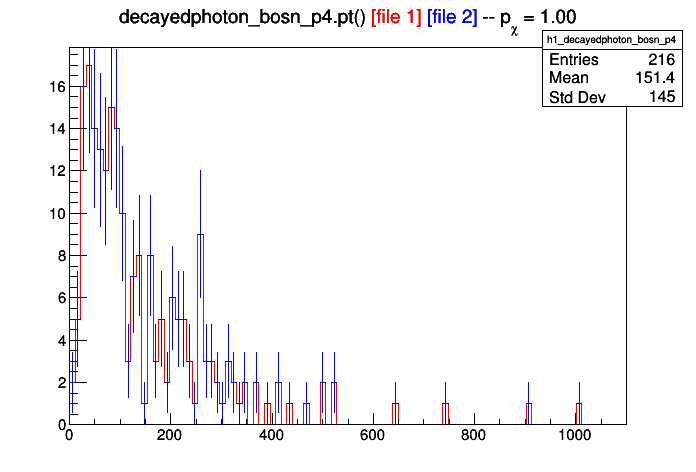 decayedphoton_bosn_p4.pt() [file 1] [file 2] -- pχ = 1.00
h1_decayedphoton_bosn_p4
Entries 216
Mean 151.4
Std Dev 145
16
14
12
10
8
6
4
2
0
0 200 400 600 800 1000